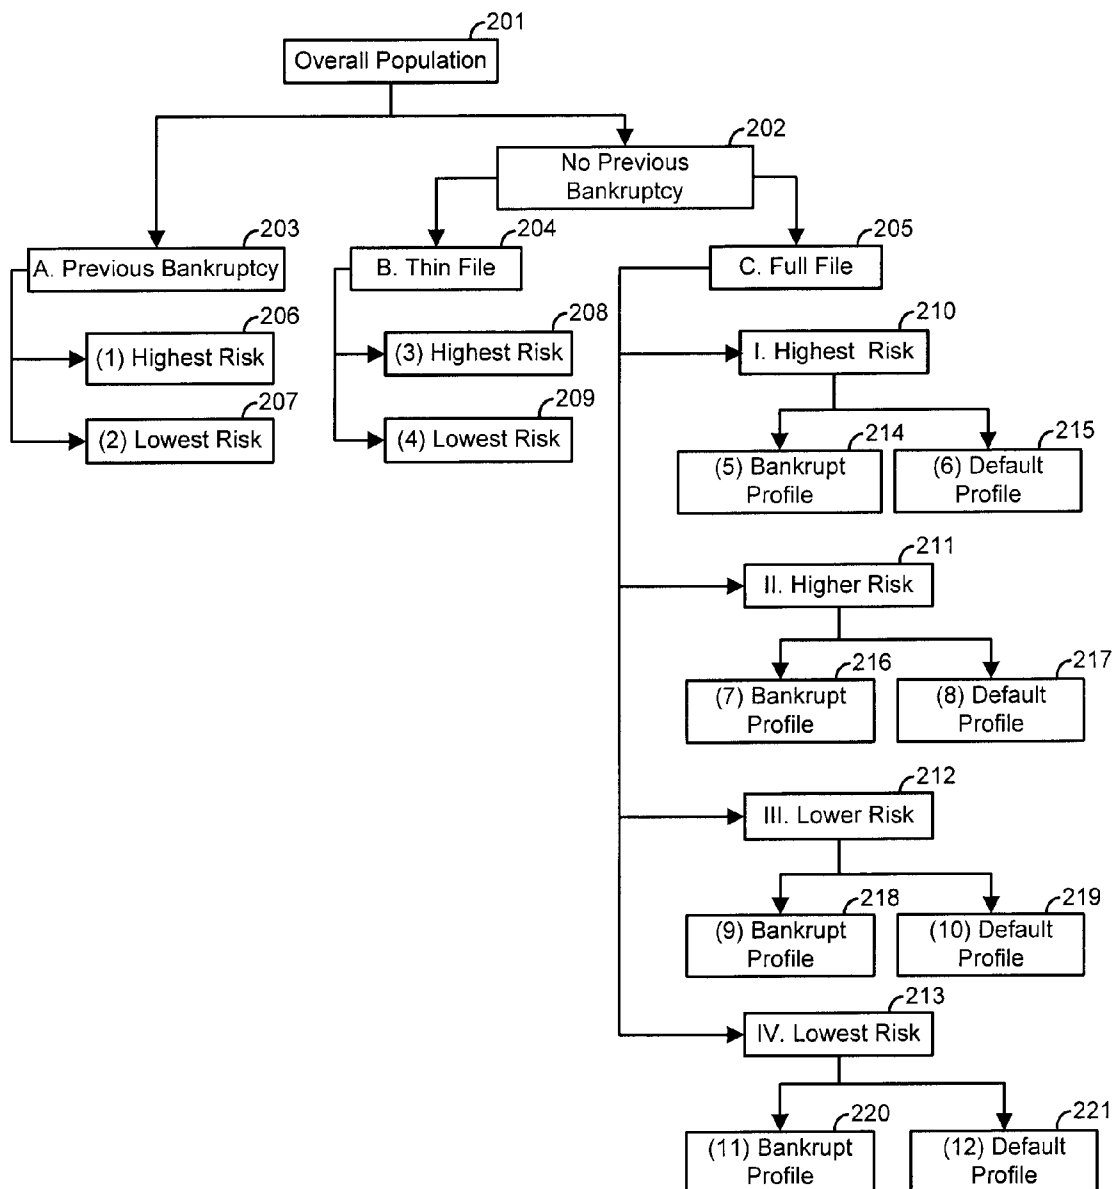 201
Overall Population
202
No Previous
Bankruptcy
203
A. Previous Bankruptcy
204
B. Thin File
205
C. Full File
206
(1) Highest Risk
207
(2) Lowest Risk
208
(3) Highest Risk
209
(4) Lowest Risk
210
I. Highest Risk
214
(5) Bankrupt
Profile
215
(6) Default
Profile
211
II. Higher Risk
216
(7) Bankrupt
Profile
217
(8) Default
Profile
212
III. Lower Risk
218
(9) Bankrupt
Profile
219
(10) Default
Profile
213
IV. Lowest Risk
220
(11) Bankrupt
Profile
221
(12) Default
Profile